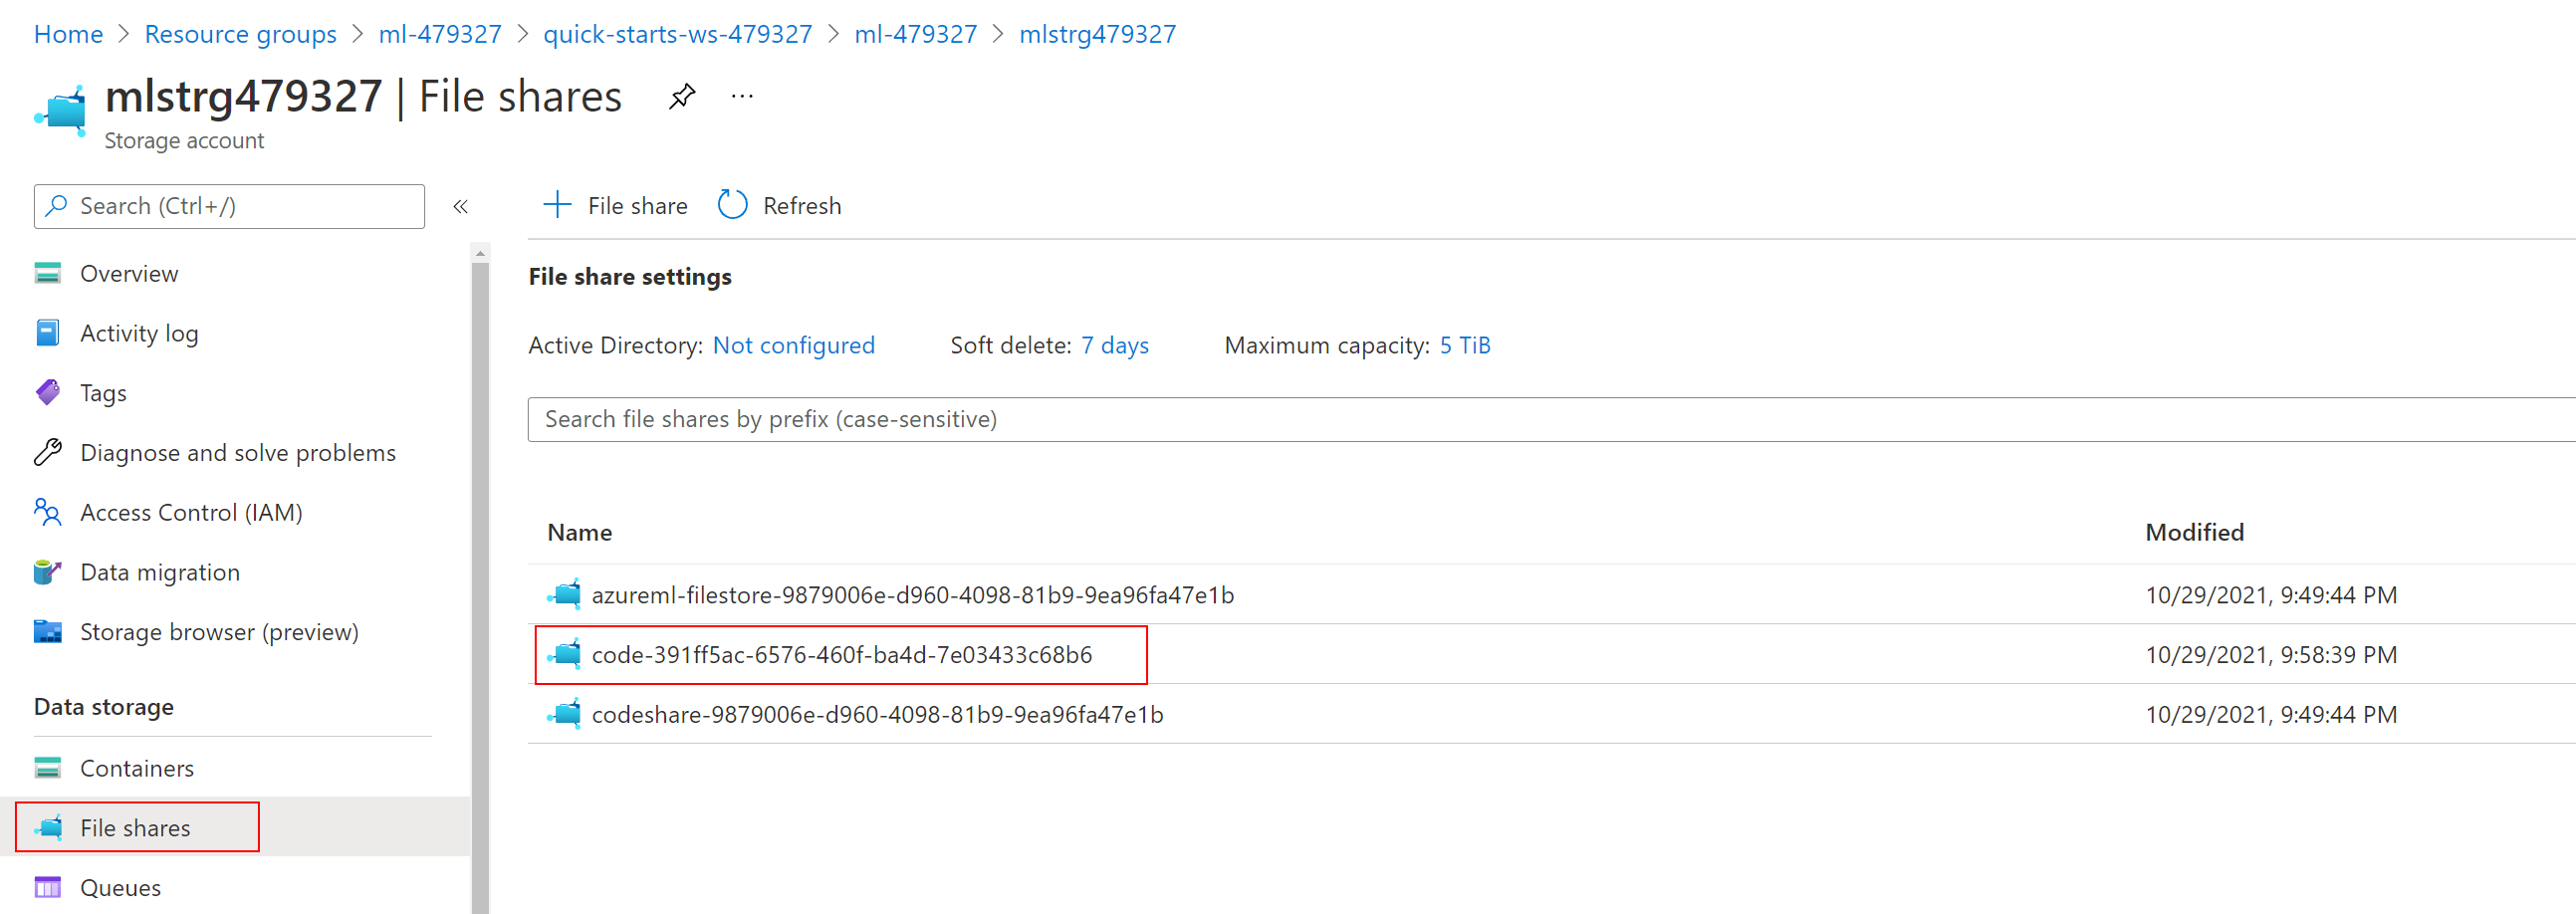 Home > Resource groups > ml-479327 > quick-starts-ws-479327 > ml-479327 > mlstrg479327
mlstrg479327 | File shares ...
Storage account
Search (Ctrl+/) «
Overview
Activity log
Tags
Diagnose and solve problems
Access Control (IAM)
Data migration
Storage browser (preview)
Data storage
Containers
File shares
Queues
+ File share Refresh
File share settings
Active Directory: Not configured Soft delete: 7 days Maximum capacity: 5 TiB
Search file shares by prefix (case-sensitive)
Name Modified
azureml-filestore-9879006e-d960-4098-81b9-9ea96fa47e1b 10/29/2021, 9:49:44 PM
code-391ff5ac-6576-460f-ba4d-7e03433c68b6 10/29/2021, 9:58:39 PM
codeshare-9879006e-d960-4098-81b9-9ea96fa47e1b 10/29/2021, 9:49:44 PM